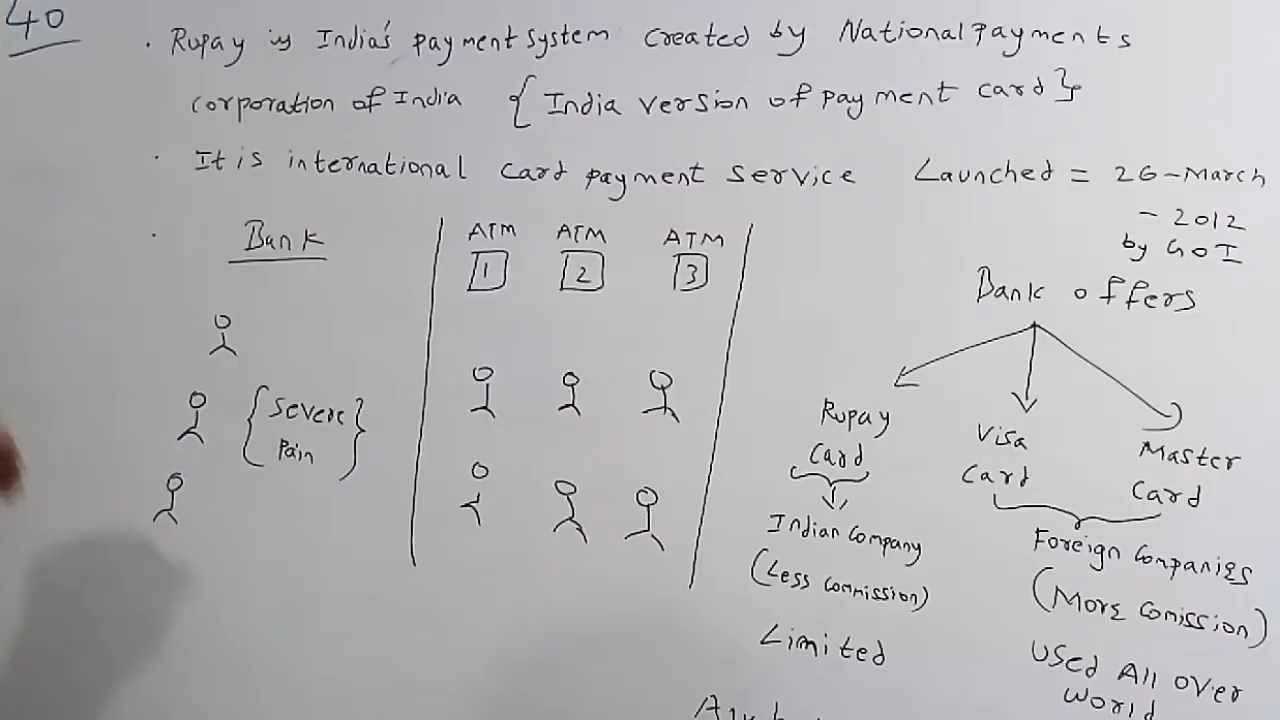 40
. Rupay is India's payment system created by National payments
corporation of India { India version of payment card }
. It is international card payment service Launched = 26-March
- 2012
by GOI
. Bank
ATM ATM ATM
1 2 3
{ Severe
Pain }
Bank offers
Rupay
Card
Visa
Card
Master
Card
Indian Company
(Less Commission)
Limited
Foreign Companies
(More Comission)
Used All over
world